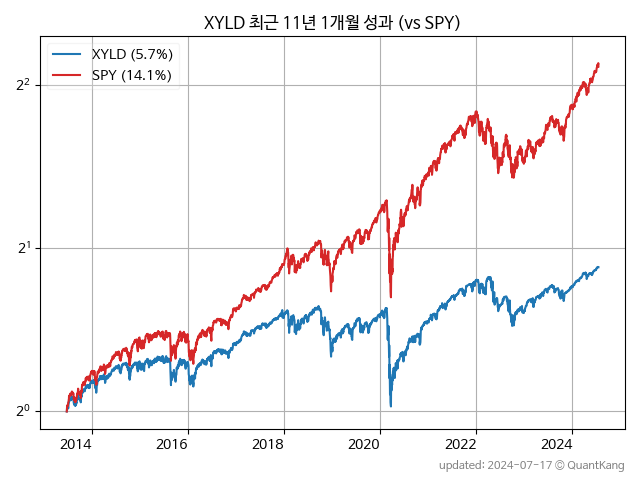 XYLD 최근 11년 1개월 성과 (vs SPY)
XYLD (5.7%)
SPY (14.1%)
2²
2¹
2⁰
2014 2016 2018 2020 2022 2024
updated: 2024-07-17 © QuantKang